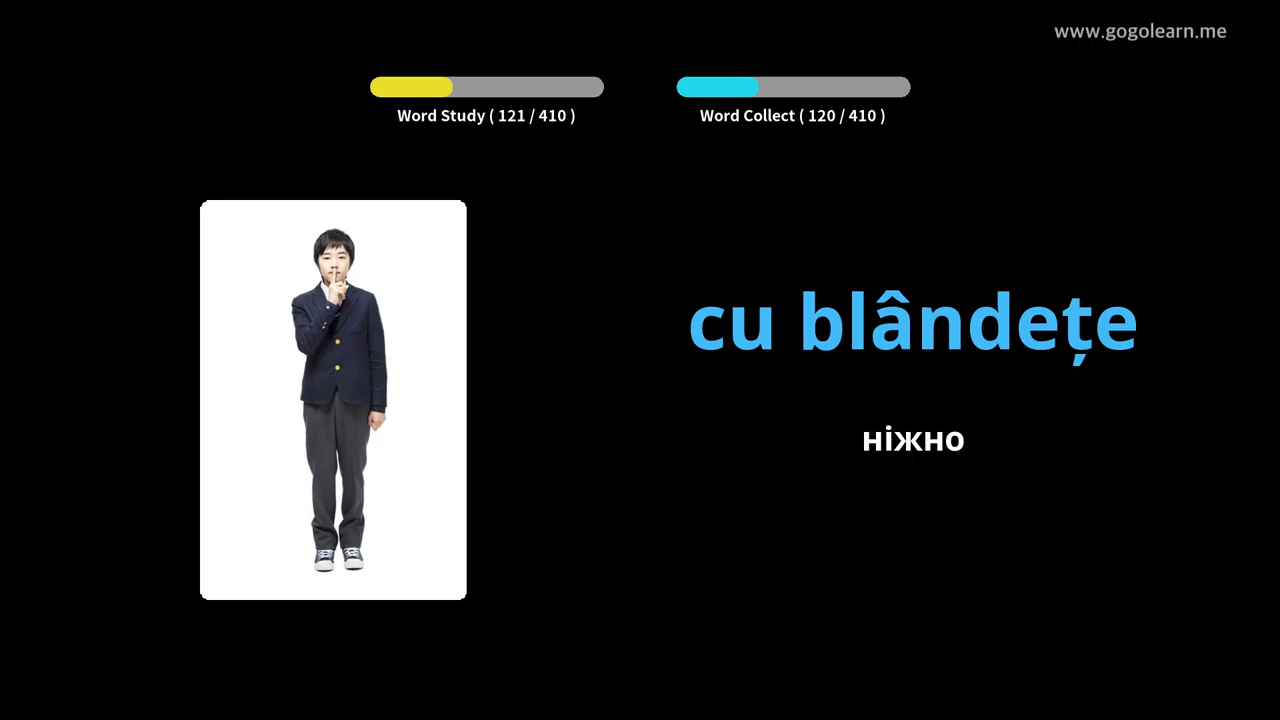 www.gogolearn.me
Word Study ( 121 / 410 )
Word Collect ( 120 / 410 )
cu blândețe
ніжно